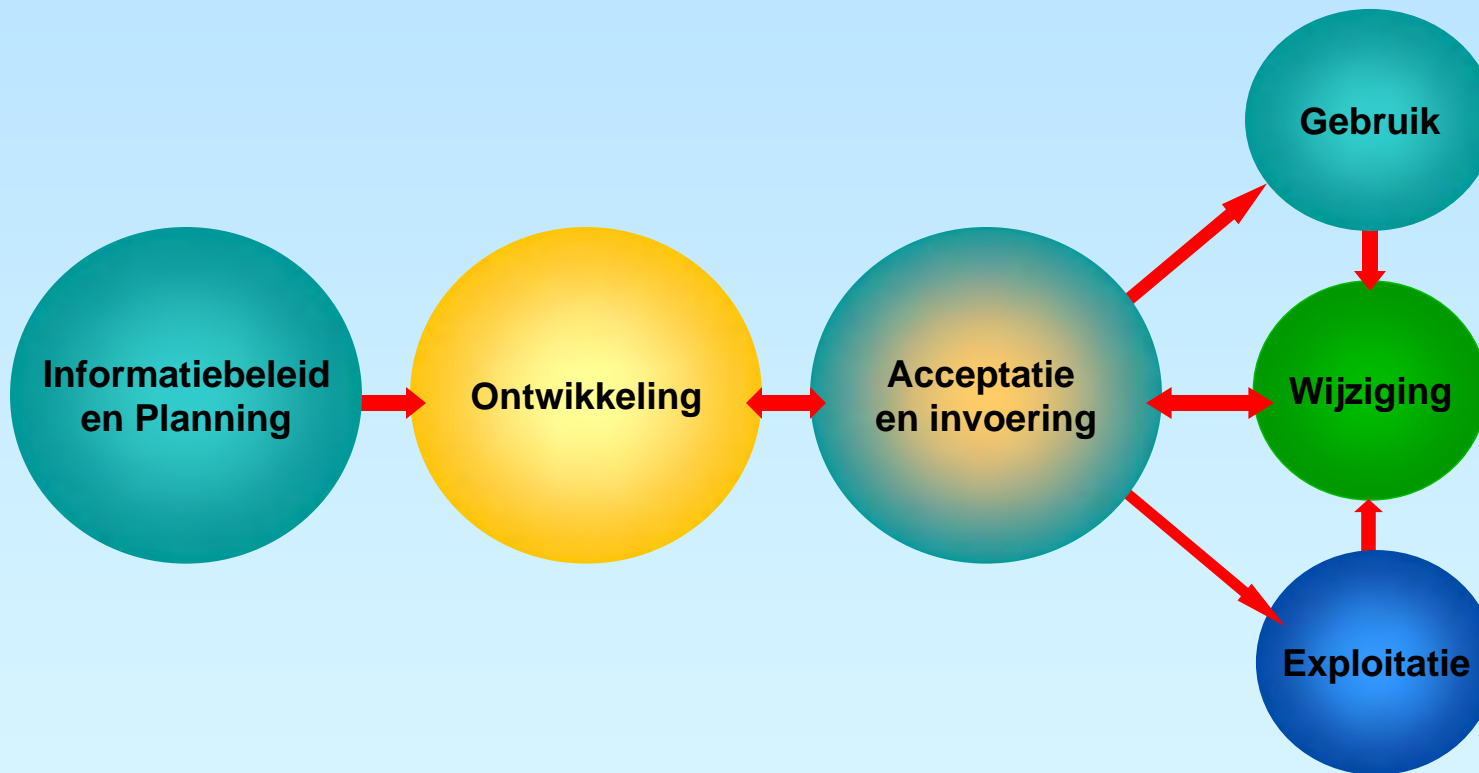 Gebruik
Informatiebeleid
en Planning
Ontwikkeling
Acceptatie
en invoering
Wijziging
Exploitatie